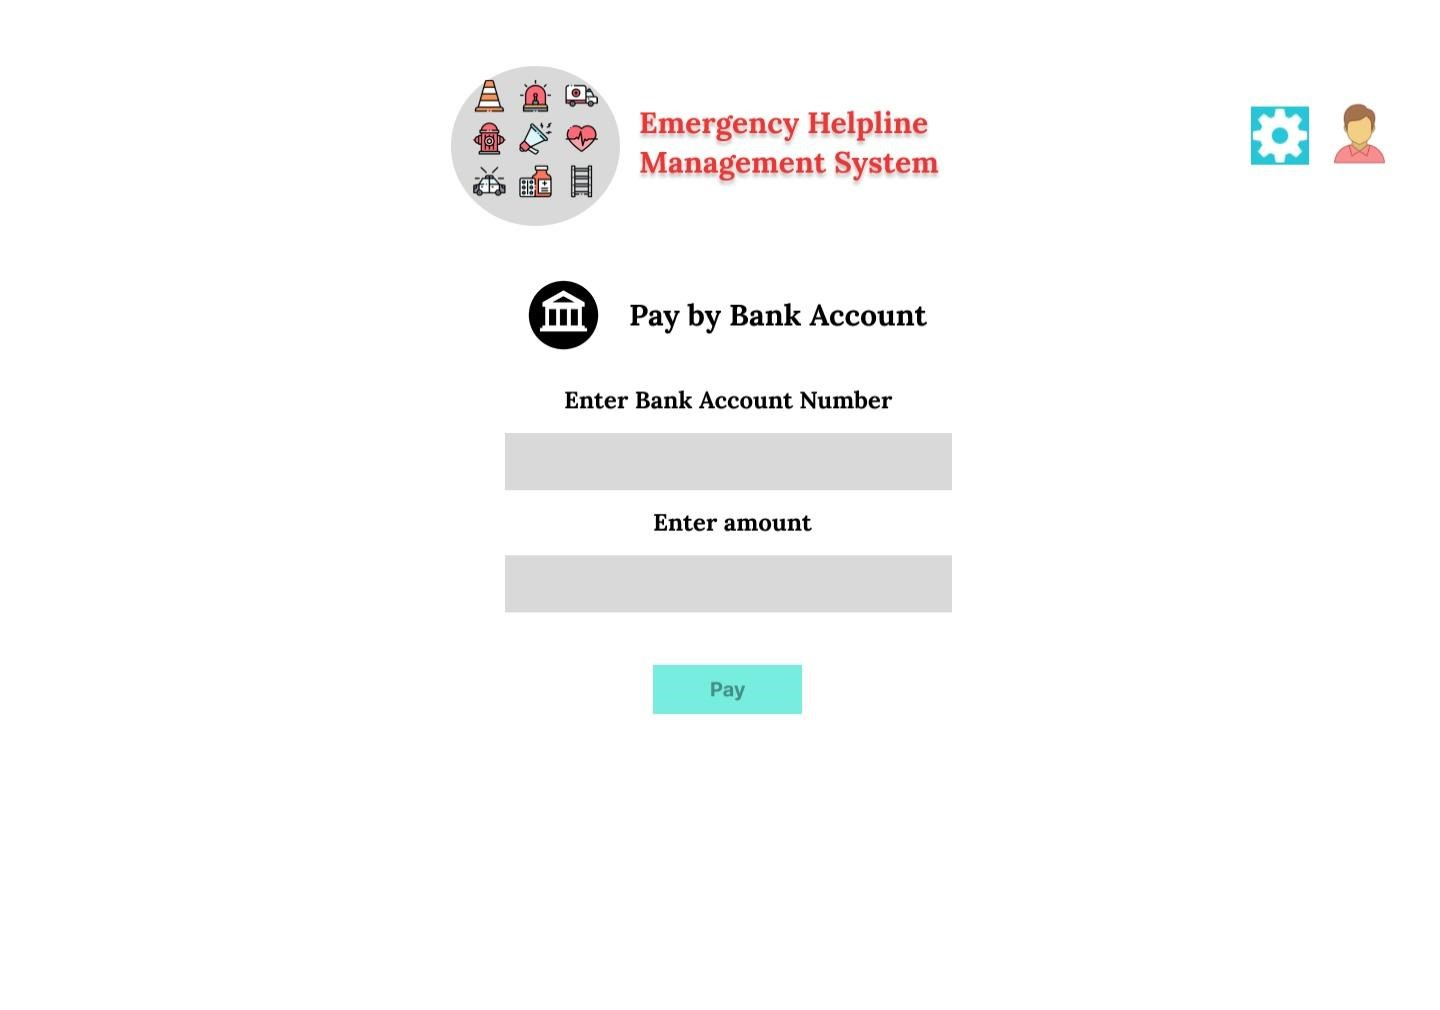 Emergency Helpline
Management System
Pay by Bank Account
Enter Bank Account Number
Enter amount
Pay